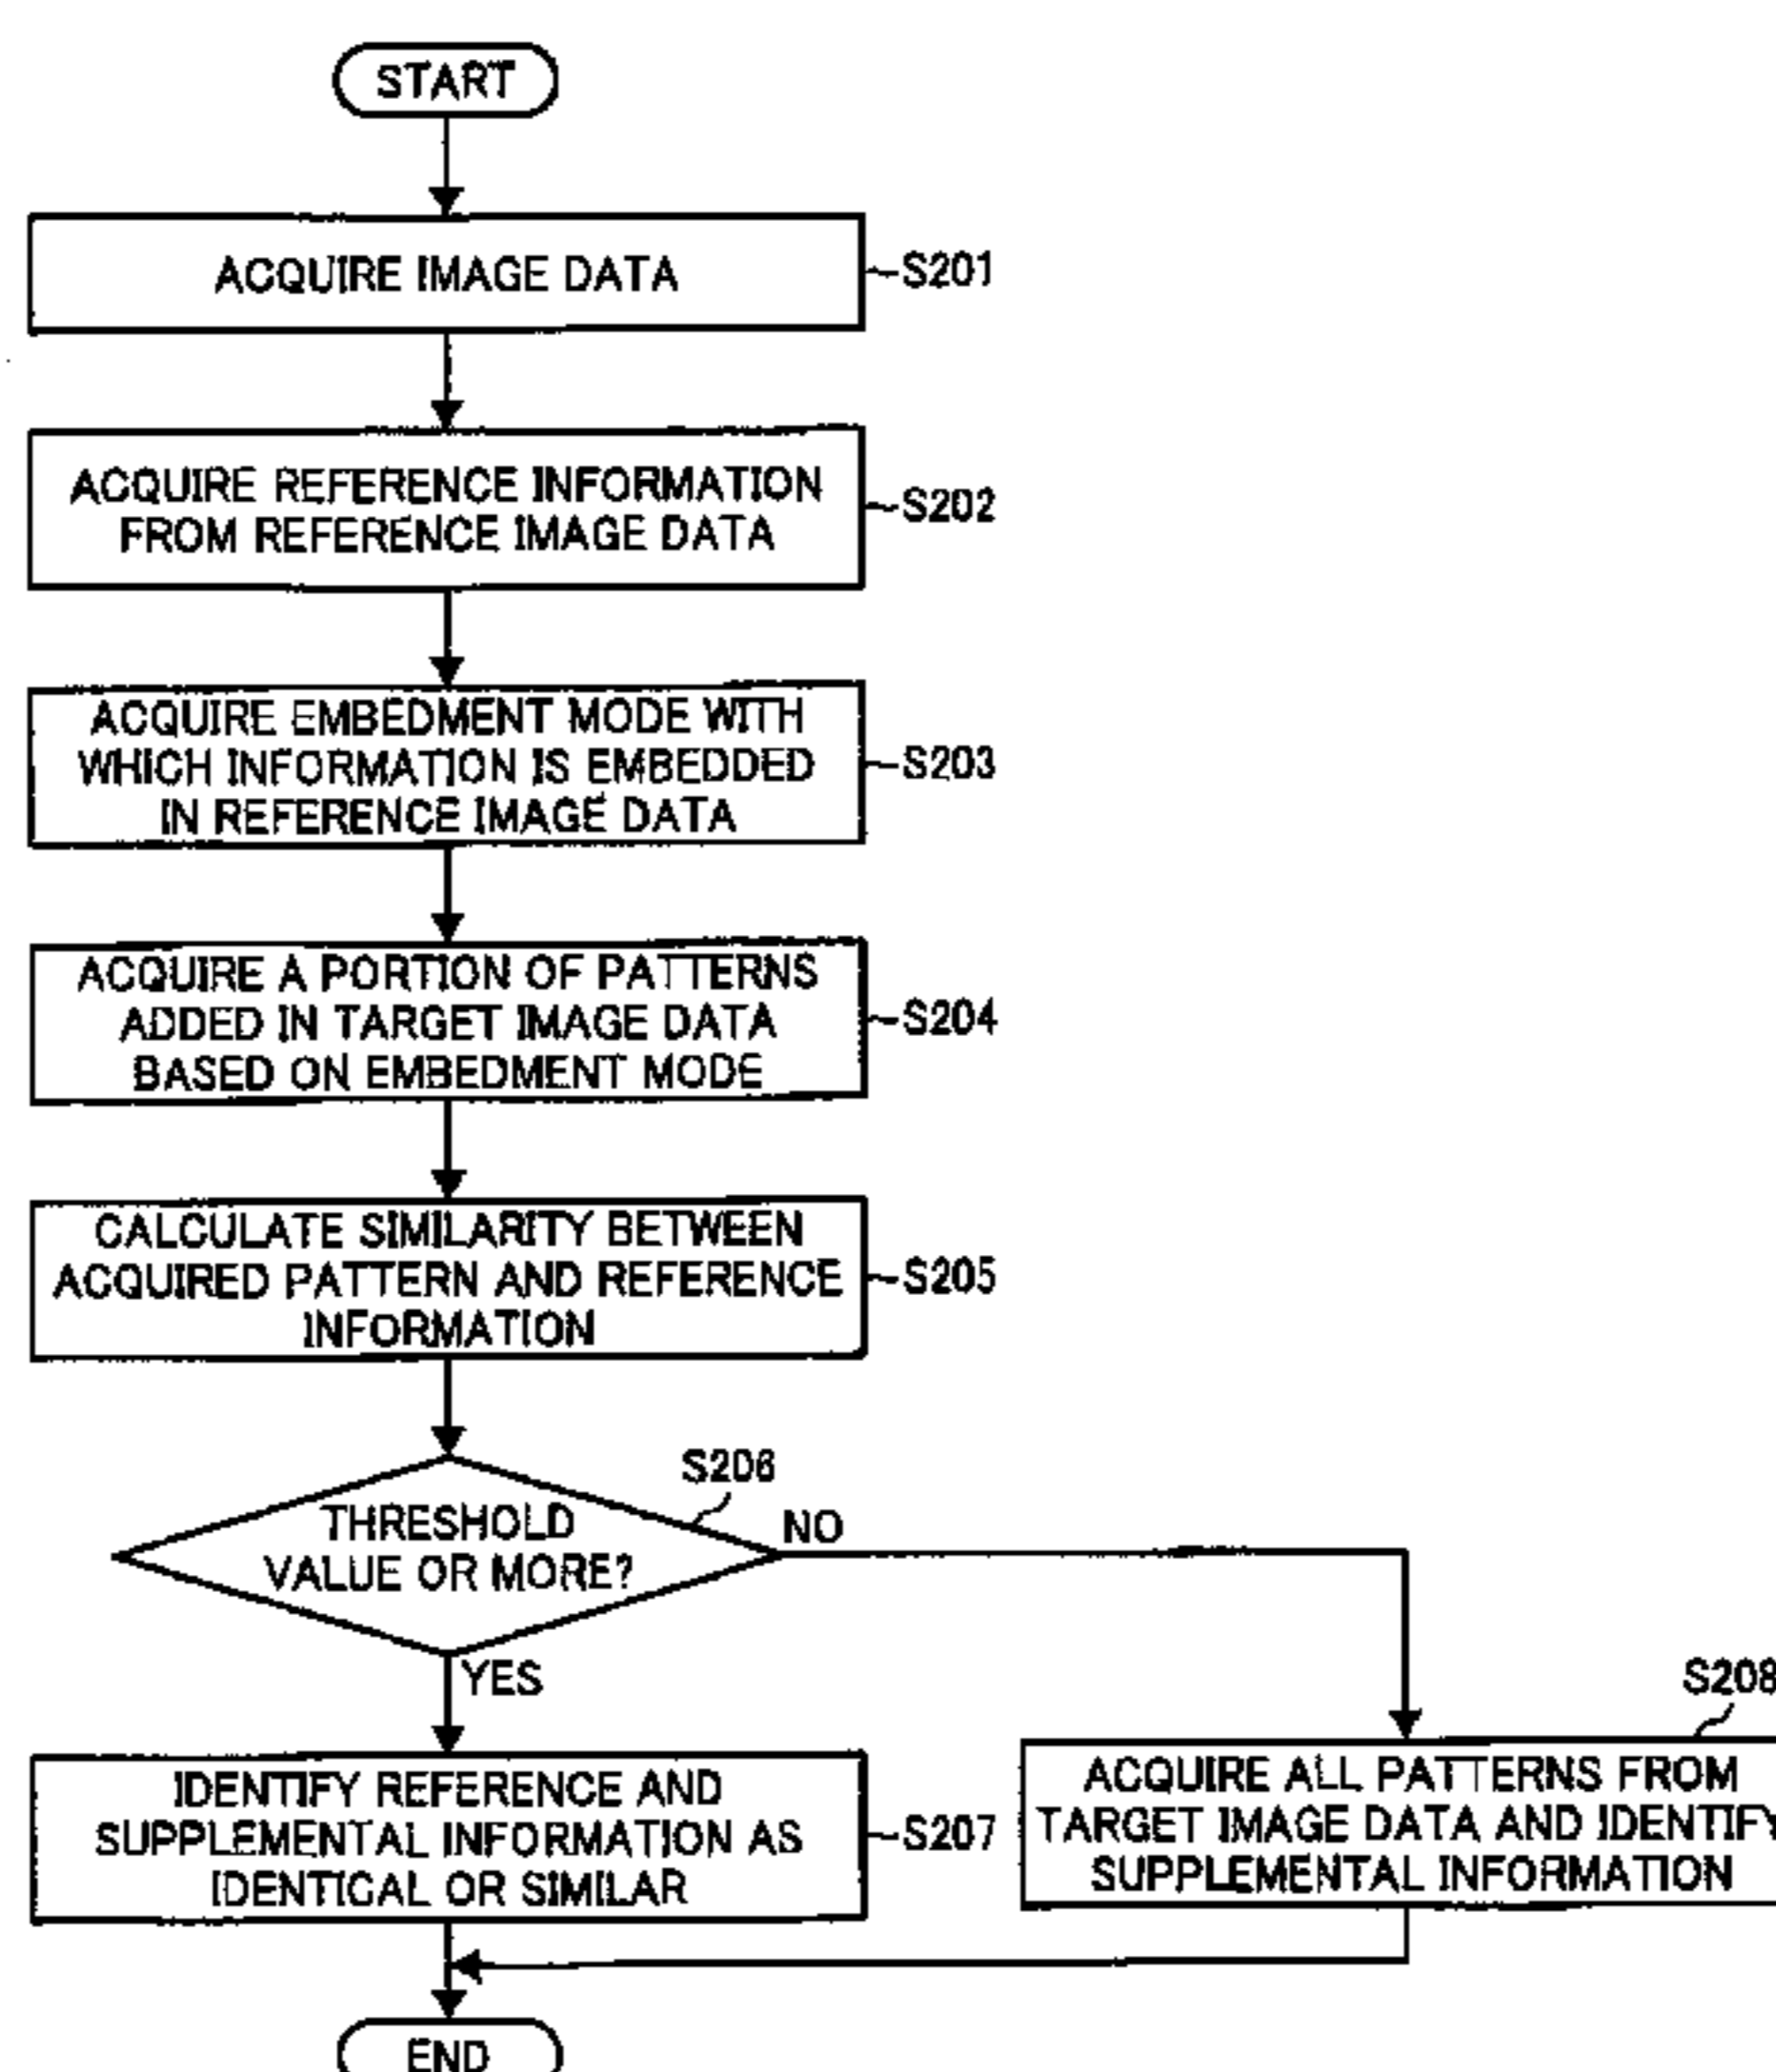 START
ACQUIRE IMAGE DATA
S201
ACQUIRE REFERENCE INFORMATION
FROM REFERENCE IMAGE DATA
S202
ACQUIRE EMBEDMENT MODE WITH
WHICH INFORMATION IS EMBEDDED
IN REFERENCE IMAGE DATA
S203
ACQUIRE A PORTION OF PATTERNS
ADDED IN TARGET IMAGE DATA
BASED ON EMBEDMENT MODE
S204
CALCULATE SIMILARITY BETWEEN
ACQUIRED PATTERN AND REFERENCE
INFORMATION
S205
S206
THRESHOLD
VALUE OR MORE?
NO
YES
S208
IDENTIFY REFERENCE AND
SUPPLEMENTAL INFORMATION AS
IDENTICAL OR SIMILAR
S207
ACQUIRE ALL PATTERNS FROM
TARGET IMAGE DATA AND IDENTIFY
SUPPLEMENTAL INFORMATION
END